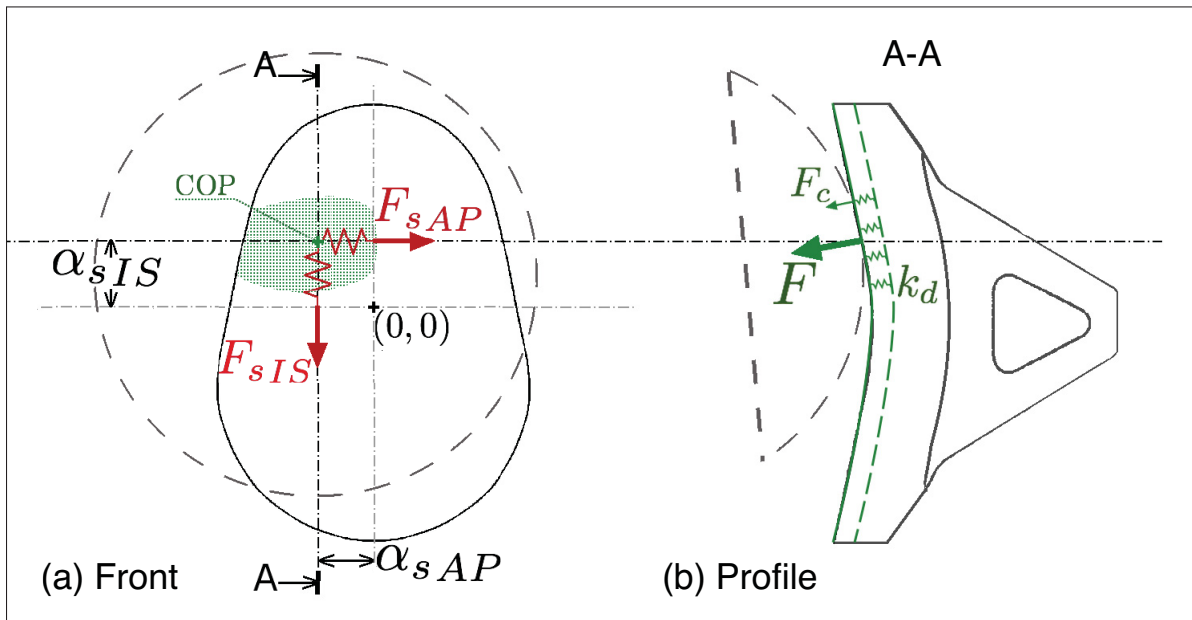 A
COP
F_{sAP}
α_{sIS}
(0,0)
F_{sIS}
A
α_{sAP}
(a) Front
A-A
F_c
F
k_d
(b) Profile